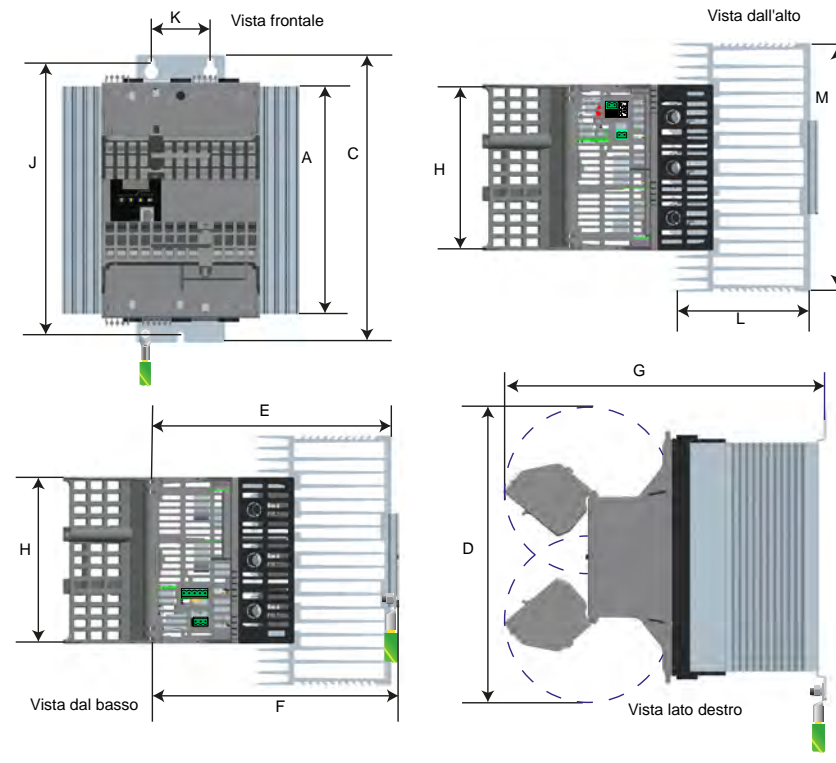 K
Vista frontale
J
A
C
Vista dall'alto
M
H
L
E
H
F
Vista dal basso
G
D
Vista lato destro